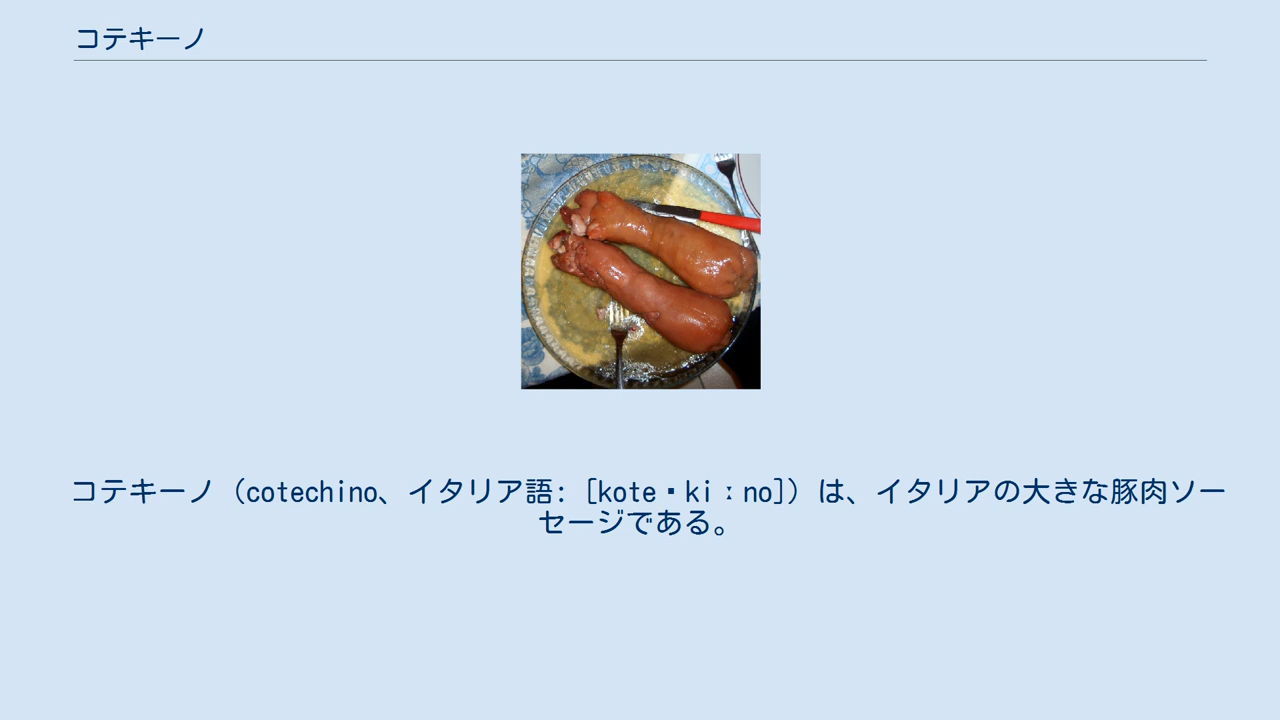 コテキーノ
コテキーノ（cotechino、イタリア語: [kote▪kiːno]）は、イタリアの大きな豚肉ソー
セージである。